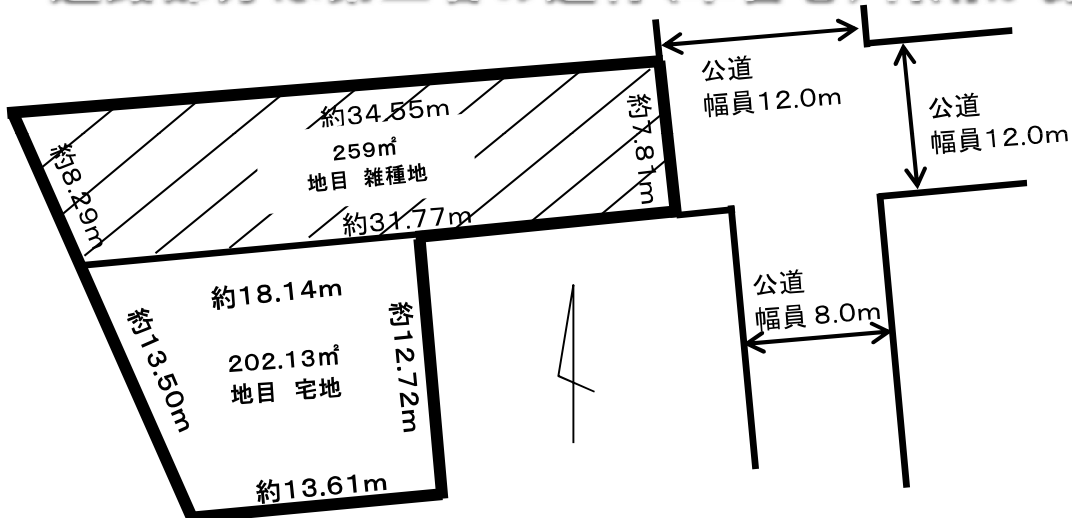 約34.55m
259㎡
地目 雑種地
約8.29m
約7.81m
約31.77m
公道
幅員12.0m
公道
幅員12.0m
約18.14m
約13.50m
202.13㎡
地目 宅地
約12.72m
約13.61m
公道
幅員 8.0m